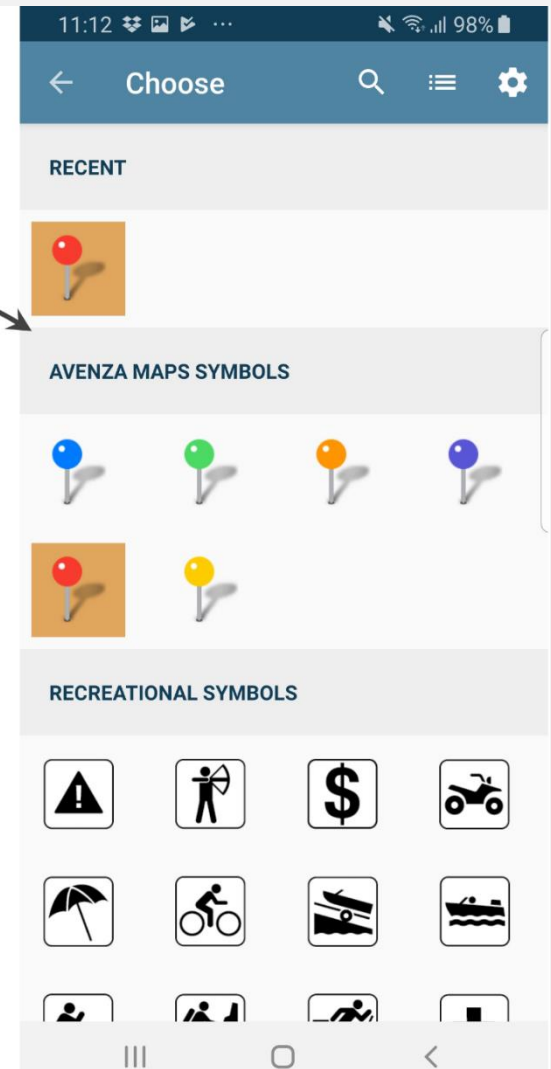 11:12 ... 98%
Choose
RECENT
AVENZA MAPS SYMBOLS
RECREATIONAL SYMBOLS
$